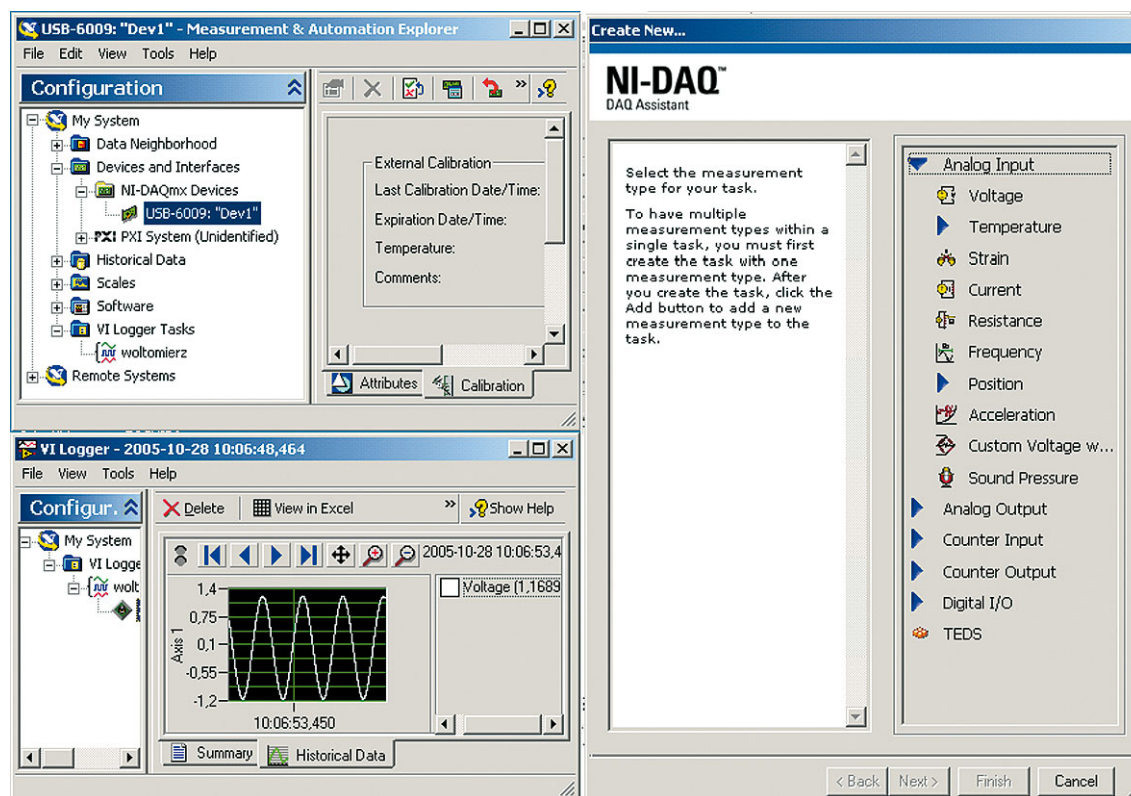 USB-6009: "Dev1" - Measurement & Automation Explorer
File Edit View Tools Help
Configuration
My System
Data Neighborhood
Devices and Interfaces
NI-DAQmx Devices
USB-6009: "Dev1"
PXI PXI System (Unidentified)
Historical Data
Scales
Software
VI Logger Tasks
woltomierz
Remote Systems
»
External Calibration
Last Calibration Date/Time:
Expiration Date/Time:
Temperature:
Comments:
Attributes Calibration
VI Logger - 2005-10-28 10:06:48,464
File View Tools Help
Configur.
My System
VI Logge
wolt
Delete View in Excel » Show Help
2005-10-28 10:06:53,4
1,4
0,75
0,1
-0,55
-1,2
Axis 1
10:06:53,450
Voltage (1,1689
Summary Historical Data
Create New...
NI-DAQ™
DAQ Assistant
Select the measurement
type for your task.
To have multiple
measurement types within a
single task, you must first
create the task with one
measurement type. After
you create the task, click the
Add button to add a new
measurement type to the
task.
Analog Input
Voltage
Temperature
Strain
Current
Resistance
Frequency
Position
Acceleration
Custom Voltage w...
Sound Pressure
Analog Output
Counter Input
Counter Output
Digital I/O
TEDS
< Back Next > Finish Cancel